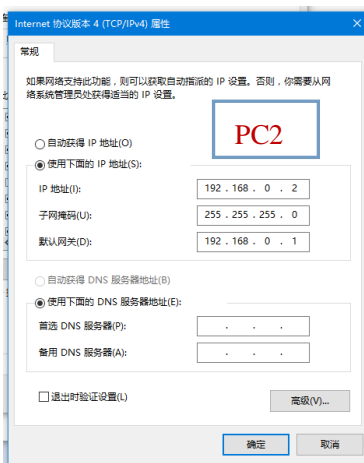 Internet 协议版本 4 (TCP/IPv4) 属性
常规
如果网络支持此功能，则可以获取自动指派的 IP 设置。否则，你需要从网
络系统管理员处获得适当的 IP 设置。
PC2
自动获得 IP 地址(O)
使用下面的 IP 地址(S):
IP 地址(I):
192 . 168 . 0 . 2
子网掩码(U):
255 . 255 . 255 . 0
默认网关(D):
192 . 168 . 0 . 1
自动获得 DNS 服务器地址(B)
使用下面的 DNS 服务器地址(E):
首选 DNS 服务器(P):
. . .
备用 DNS 服务器(A):
. . .
退出时验证设置(L)
高级(V)...
确定
取消